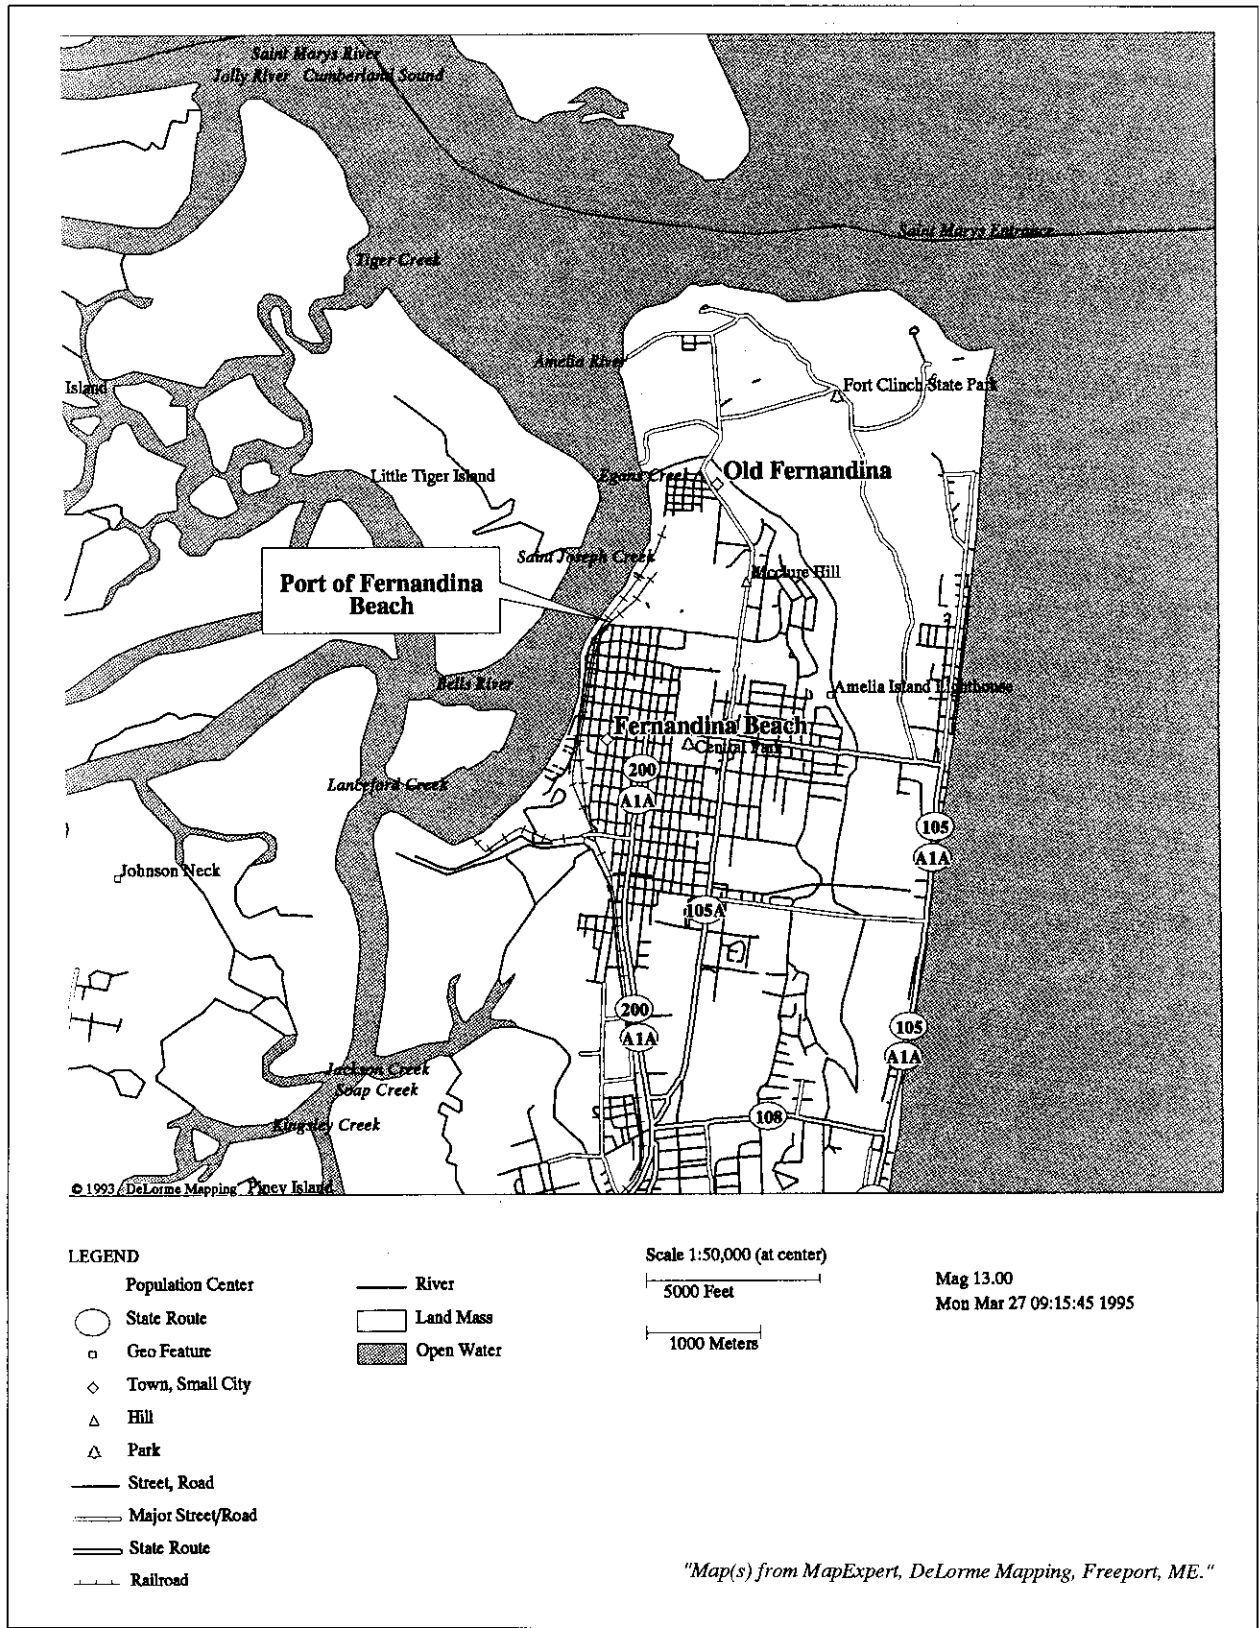 Saint Marys River
Jolly River Cumberland Sound
Saint Marys Entrance
Tiger Creek
Amelia River
Island
Fort Clinch State Park
Old Fernandina
Egans Creek
Little Tiger Island
Saint Joseph Creek
Mcclure Hill
Port of Fernandina
Beach
Bells River
Amelia Island Lighthouse
Fernandina Beach
Central Park
200
A1A
Lanceford Creek
105
A1A
Johnson Neck
105A
200
A1A
105
A1A
Jackson Creek
Soap Creek
Kingsley Creek
108
© 1993 DeLorme Mapping Piney Island
LEGEND
Population Center
State Route
Geo Feature
Town, Small City
Hill
Park
Street, Road
Major Street/Road
State Route
Railroad
River
Land Mass
Open Water
Scale 1:50,000 (at center)
5000 Feet
1000 Meters
Mag 13.00
Mon Mar 27 09:15:45 1995
"Map(s) from MapExpert, DeLorme Mapping, Freeport, ME."